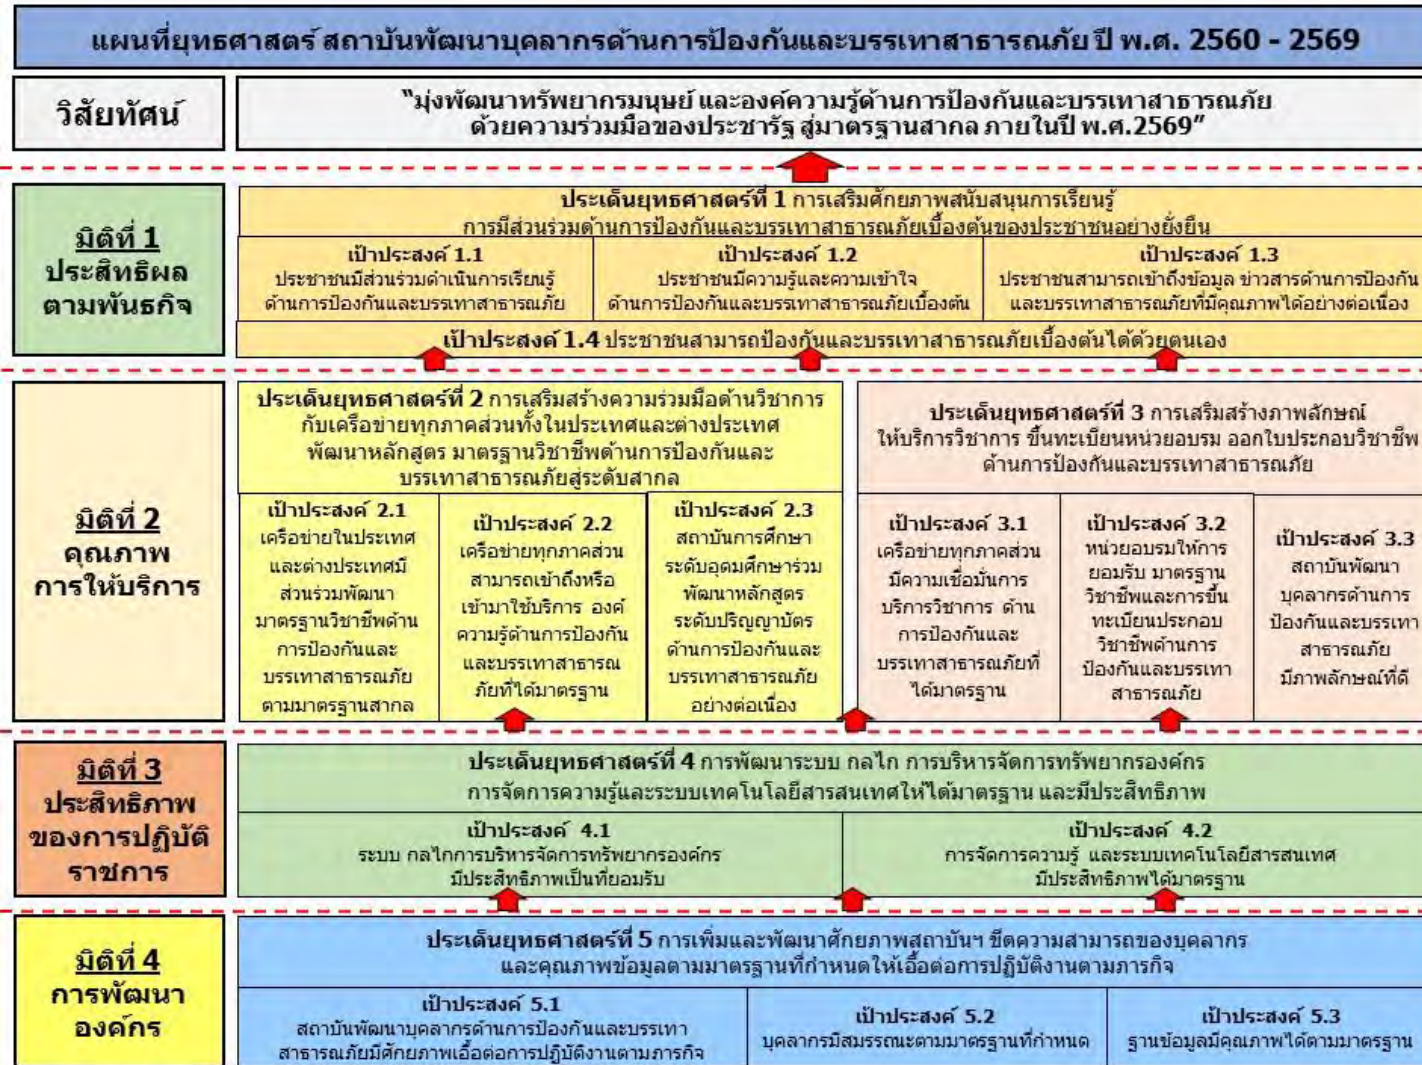 แผนที่ยุทธศาสตร์ สถาบันพัฒนาบุคลากรด้านการป้องกันและบรรเทาสาธารณภัย ปี พ.ศ. 2560 - 2569
วิสัยทัศน์
"มุ่งพัฒนาทรัพยากรมนุษย์ และองค์ความรู้ด้านการป้องกันและบรรเทาสาธารณภัย
ด้วยความร่วมมือของประชารัฐ สู่มาตรฐานสากล ภายในปี พ.ศ.2569"
มิติที่ 1
ประสิทธิผล
ตามพันธกิจ
ประเด็นยุทธศาสตร์ที่ 1 การเสริมศักยภาพสนับสนุนการเรียนรู้
การมีส่วนร่วมด้านการป้องกันและบรรเทาสาธารณภัยเบื้องต้นของประชาชนอย่างยั่งยืน
เป้าประสงค์ 1.1
ประชาชนมีส่วนร่วมดำเนินการเรียนรู้
ด้านการป้องกันและบรรเทาสาธารณภัย
เป้าประสงค์ 1.2
ประชาชนมีความรู้และความเข้าใจ
ด้านการป้องกันและบรรเทาสาธารณภัยเบื้องต้น
เป้าประสงค์ 1.3
ประชาชนสามารถเข้าถึงข้อมูล ข่าวสารด้านการป้องกัน
และบรรเทาสาธารณภัยที่มีคุณภาพได้อย่างต่อเนื่อง
เป้าประสงค์ 1.4 ประชาชนสามารถป้องกันและบรรเทาสาธารณภัยเบื้องต้นได้ด้วยตนเอง
มิติที่ 2
คุณภาพ
การให้บริการ
ประเด็นยุทธศาสตร์ที่ 2 การเสริมสร้างความร่วมมือด้านวิชาการ
กับเครือข่ายทุกภาคส่วนทั้งในประเทศและต่างประเทศ
พัฒนาหลักสูตร มาตรฐานวิชาชีพด้านการป้องกันและ
บรรเทาสาธารณภัยสู่ระดับสากล
เป้าประสงค์ 2.1
เครือข่ายในประเทศ
และต่างประเทศมี
ส่วนร่วมพัฒนา
มาตรฐานวิชาชีพด้าน
การป้องกันและ
บรรเทาสาธารณภัย
ตามมาตรฐานสากล
เป้าประสงค์ 2.2
เครือข่ายทุกภาคส่วน
สามารถเข้าถึงหรือ
เข้ามาใช้บริการ องค์
ความรู้ด้านการป้องกัน
และบรรเทาสาธารณ
ภัยที่ได้มาตรฐาน
เป้าประสงค์ 2.3
สถาบันการศึกษา
ระดับอุดมศึกษาร่วม
พัฒนาหลักสูตร
ระดับปริญญาบัตร
ด้านการป้องกันและ
บรรเทาสาธารณภัย
อย่างต่อเนื่อง
ประเด็นยุทธศาสตร์ที่ 3 การเสริมสร้างภาพลักษณ์
ให้บริการวิชาการ ขึ้นทะเบียนหน่วยอบรม ออกใบประกอบวิชาชีพ
ด้านการป้องกันและบรรเทาสาธารณภัย
เป้าประสงค์ 3.1
เครือข่ายทุกภาคส่วน
มีความเชื่อมั่นการ
บริการวิชาการ ด้าน
การป้องกันและ
บรรเทาสาธารณภัยที่
ได้มาตรฐาน
เป้าประสงค์ 3.2
หน่วยอบรมให้การ
ยอมรับ มาตรฐาน
วิชาชีพและการขึ้น
ทะเบียนประกอบ
วิชาชีพด้านการ
ป้องกันและบรรเทา
สาธารณภัย
เป้าประสงค์ 3.3
สถาบันพัฒนา
บุคลากรด้านการ
ป้องกันและบรรเทา
สาธารณภัย
มีภาพลักษณ์ที่ดี
มิติที่ 3
ประสิทธิภาพ
ของการปฏิบัติ
ราชการ
ประเด็นยุทธศาสตร์ที่ 4 การพัฒนาระบบ กลไก การบริหารจัดการทรัพยากรองค์กร
การจัดการความรู้และระบบเทคโนโลยีสารสนเทศให้ได้มาตรฐาน และมีประสิทธิภาพ
เป้าประสงค์ 4.1
ระบบ กลไกการบริหารจัดการทรัพยากรองค์กร
มีประสิทธิภาพเป็นที่ยอมรับ
เป้าประสงค์ 4.2
การจัดการความรู้ และระบบเทคโนโลยีสารสนเทศ
มีประสิทธิภาพได้มาตรฐาน
มิติที่ 4
การพัฒนา
องค์กร
ประเด็นยุทธศาสตร์ที่ 5 การเพิ่มและพัฒนาศักยภาพสถาบันฯ ขีดความสามารถของบุคลากร
และคุณภาพข้อมูลตามมาตรฐานที่กำหนดให้เอื้อต่อการปฏิบัติงานตามภารกิจ
เป้าประสงค์ 5.1
สถาบันพัฒนาบุคลากรด้านการป้องกันและบรรเทา
สาธารณภัยมีศักยภาพเอื้อต่อการปฏิบัติงานตามภารกิจ
เป้าประสงค์ 5.2
บุคลากรมีสมรรถนะตามมาตรฐานที่กำหนด
เป้าประสงค์ 5.3
ฐานข้อมูลมีคุณภาพได้ตามมาตรฐาน